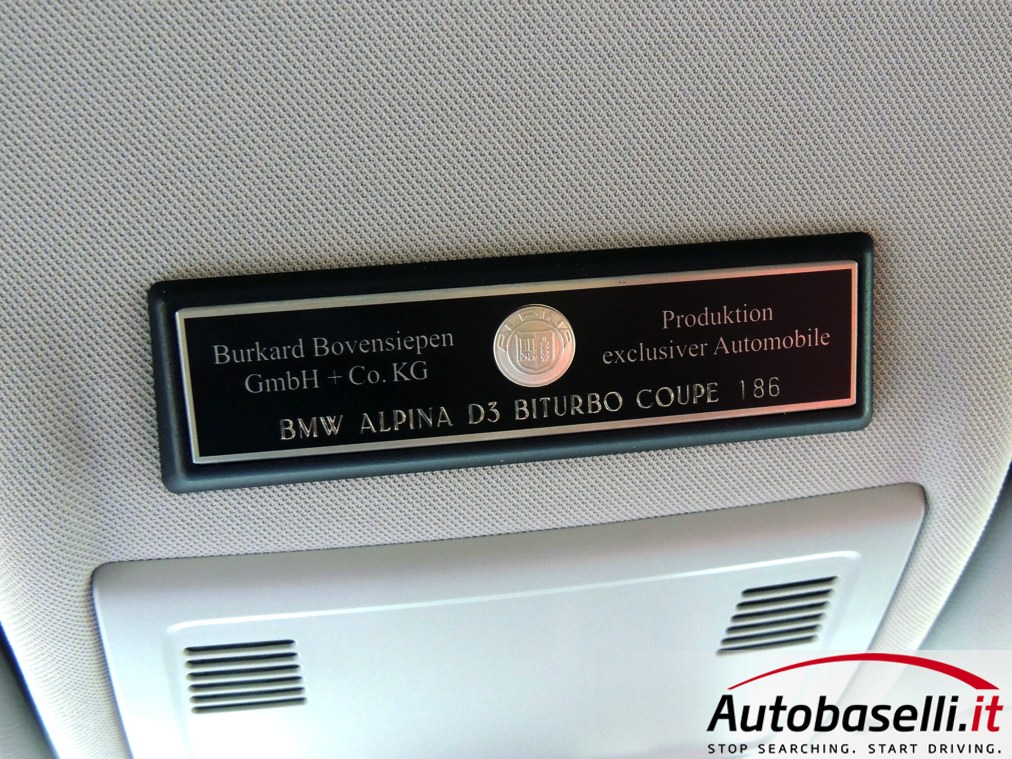 Burkard Bovensiepen
GmbH + Co. KG
ALPINA
Produktion
exclusiver Automobile
BMW ALPINA D3 BITURBO COUPE 186
Autobaselli.it
STOP SEARCHING. START DRIVING.